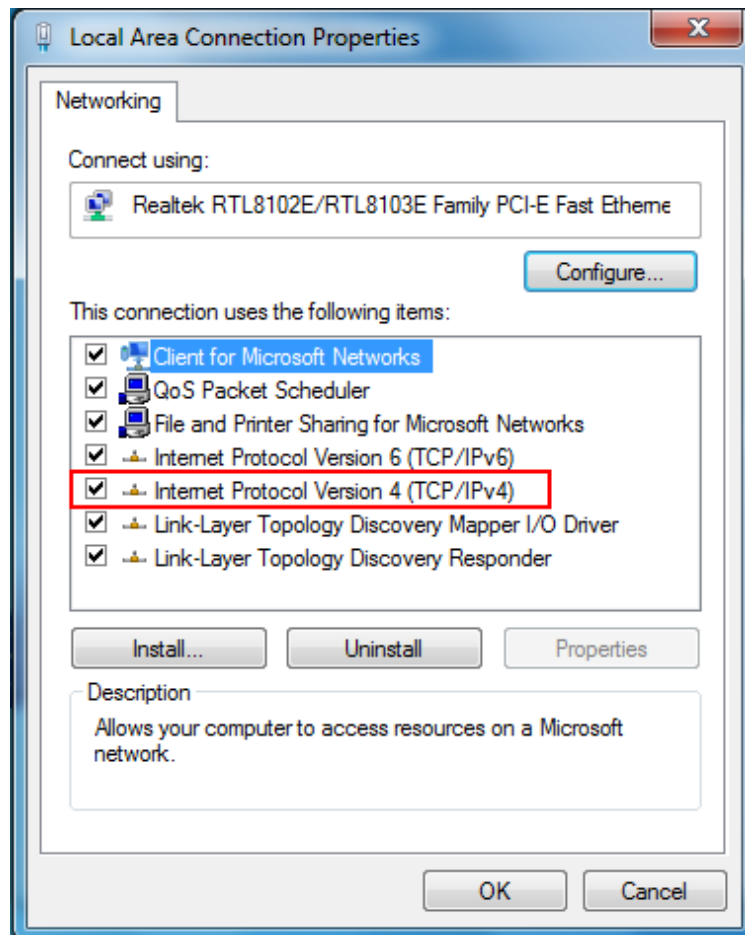 Local Area Connection Properties
Networking
Connect using:
Realtek RTL8102E/RTL8103E Family PCI-E Fast Etherne
Configure...
This connection uses the following items:
Client for Microsoft Networks
QoS Packet Scheduler
File and Printer Sharing for Microsoft Networks
Internet Protocol Version 6 (TCP/IPv6)
Internet Protocol Version 4 (TCP/IPv4)
Link-Layer Topology Discovery Mapper I/O Driver
Link-Layer Topology Discovery Responder
Install... Uninstall Properties
Description
Allows your computer to access resources on a Microsoft
network.
OK Cancel